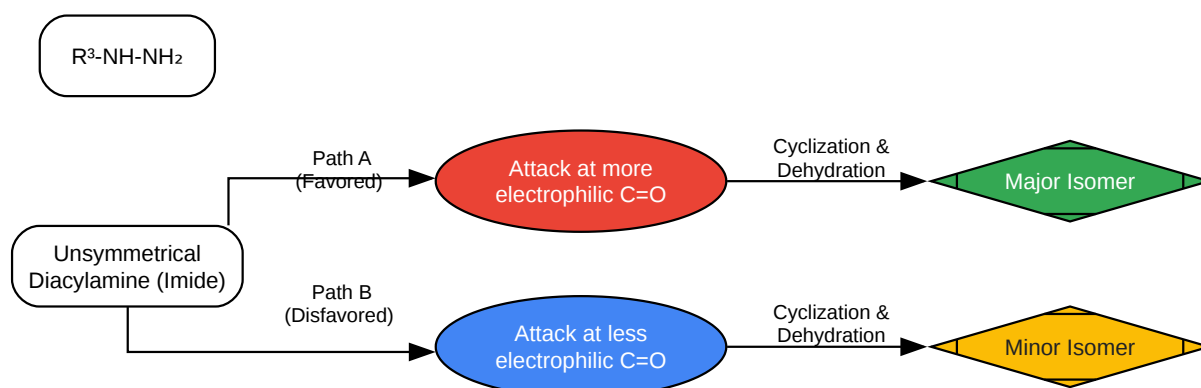 R³-NH-NH₂
Path A
(Favored)
Attack at more
electrophilic C=O
Cyclization &
Dehydration
Major Isomer
Unsymmetrical
Diacylamine (Imide)
Path B
(Disfavored)
Attack at less
electrophilic C=O
Cyclization &
Dehydration
Minor Isomer